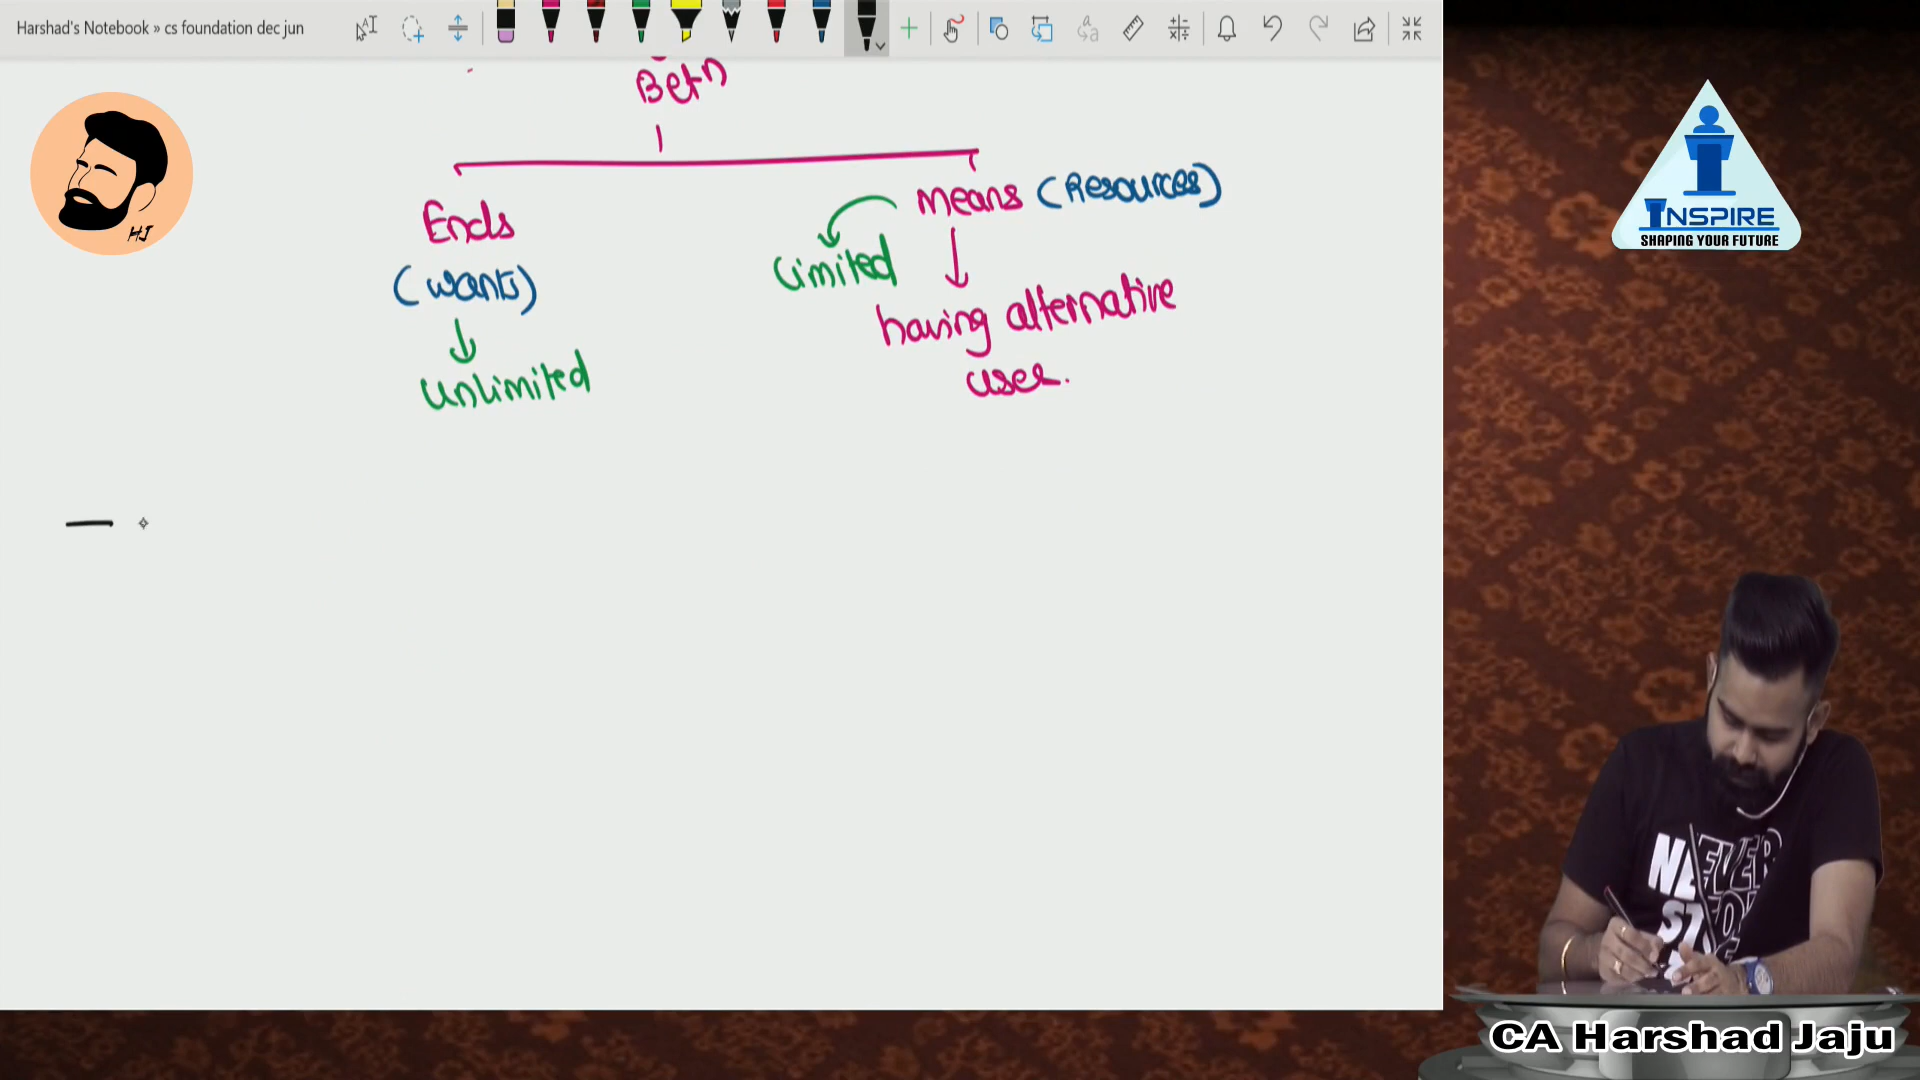 Harshad's Notebook » cs foundation dec jun
Betn
Ends
means (Resources)
(wants)
Limited
unlimited
having alternative
uses.
HJ
INSPIRE
SHAPING YOUR FUTURE
NEVER
CA Harshad Jaju